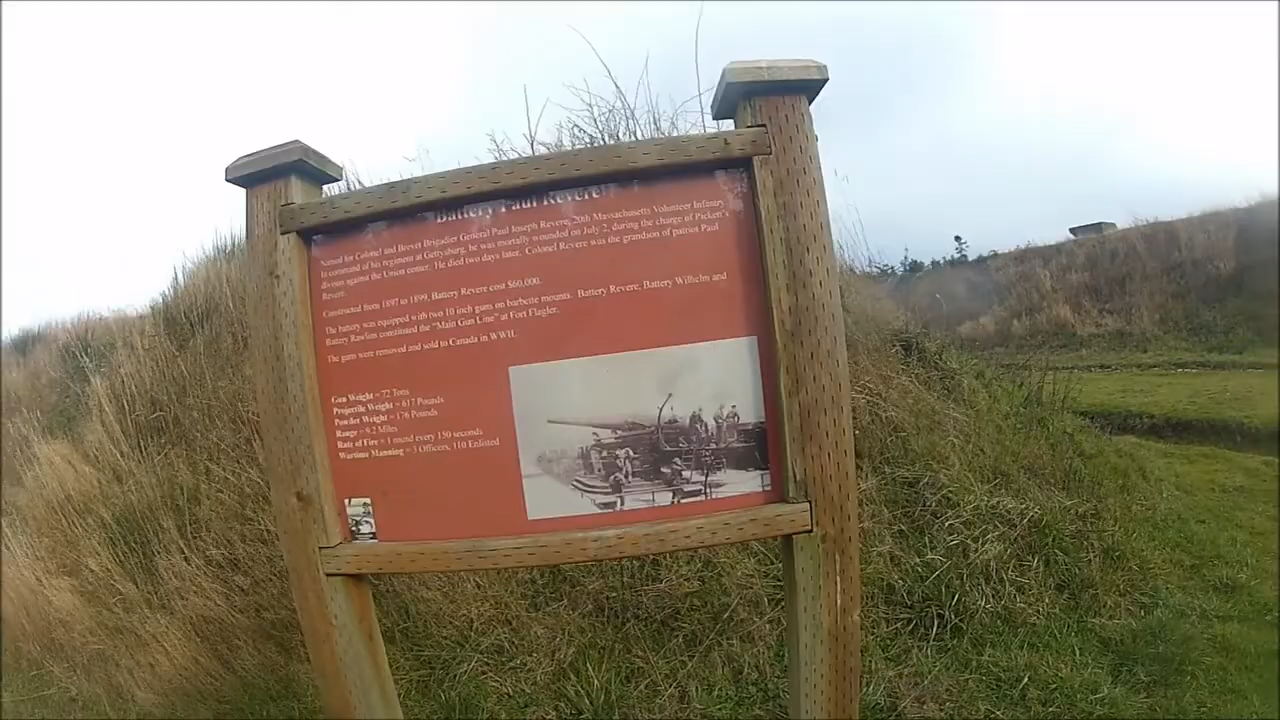 Battery Paul Revere
Named for Colonel and Brevet Brigadier General Paul Joseph Revere, 20th Massachusetts Volunteer Infantry.
In command of his regiment at Gettysburg, he was mortally wounded on July 2, during the charge of Pickett's
division against the Union center. He died two days later. Colonel Revere was the grandson of patriot Paul
Revere.
Constructed from 1897 to 1899, Battery Revere cost $60,000.
The battery was equipped with two 10 inch guns on barbette mounts. Battery Revere, Battery Wilhelm and
Battery Rawlins constituted the "Main Gun Line" at Fort Flagler.
The guns were removed and sold to Canada in WWII.
Gun Weight = 72 Tons
Projectile Weight = 617 Pounds
Powder Weight = 176 Pounds
Range = 9.2 Miles
Rate of Fire = 1 round every 150 seconds
Wartime Manning = 3 Officers, 110 Enlisted